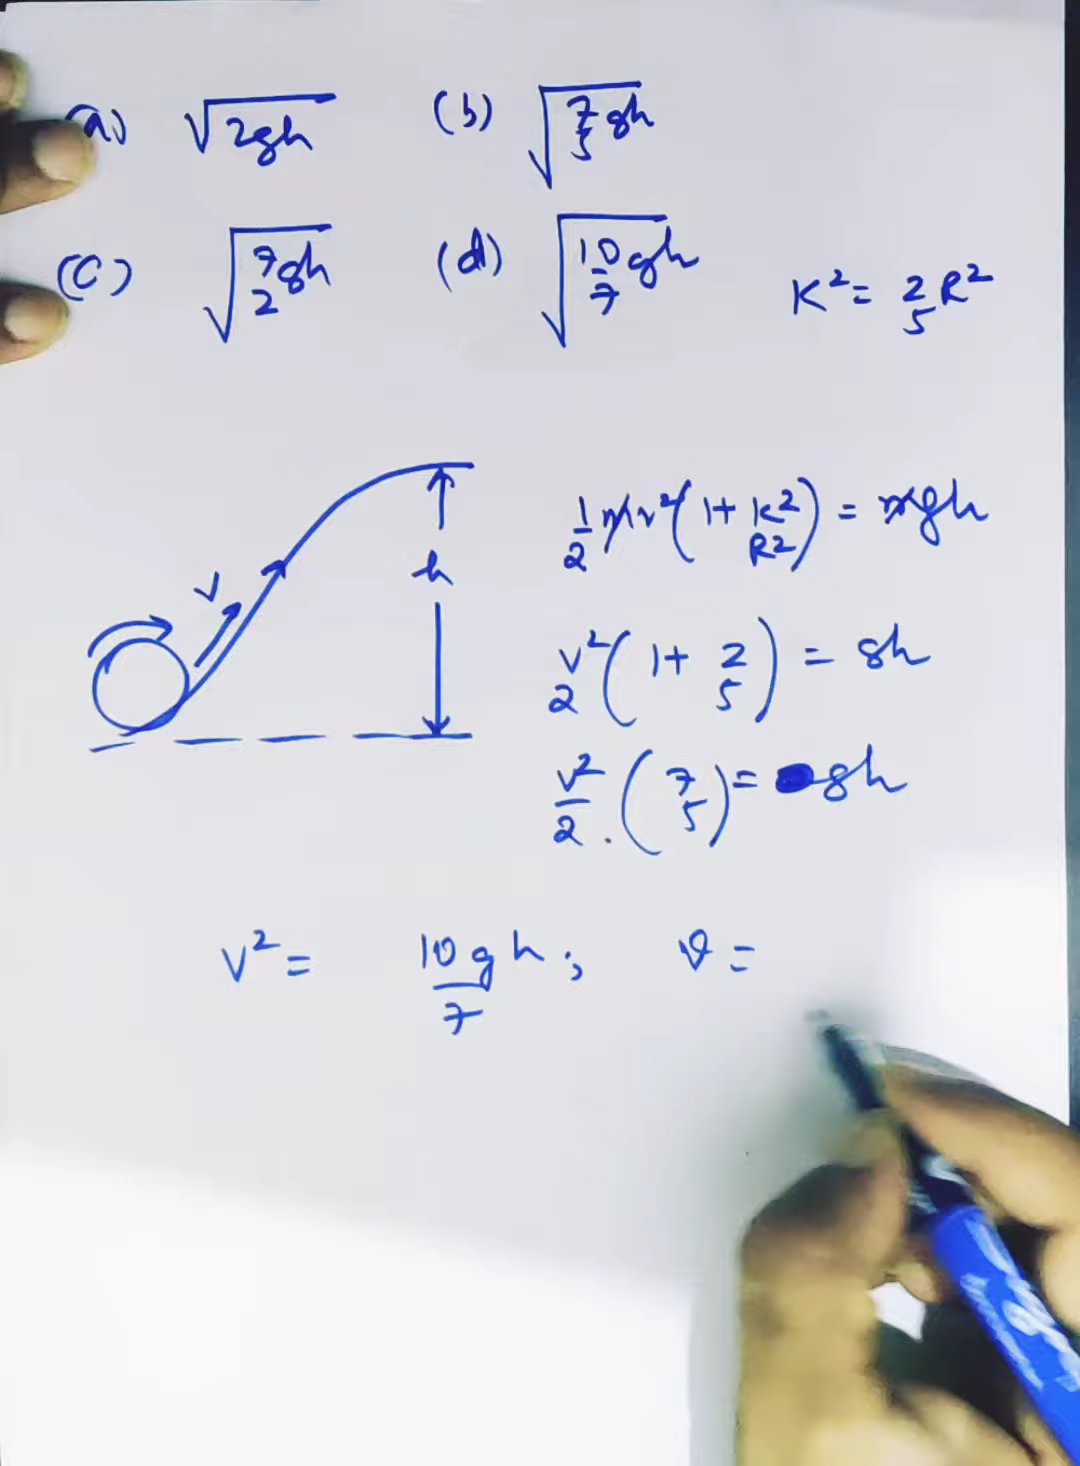 (a) √2gh (b) √7/5 gh
(c) √7/2 gh (d) √10/7 gh
K² = 2/5 R²
V
h
1/2 mv² (1 + K²/R²) = mgh
V²/2 (1 + 2/5) = gh
V²/2 . (7/5) = gh
V² = 10gh/7 ; v =